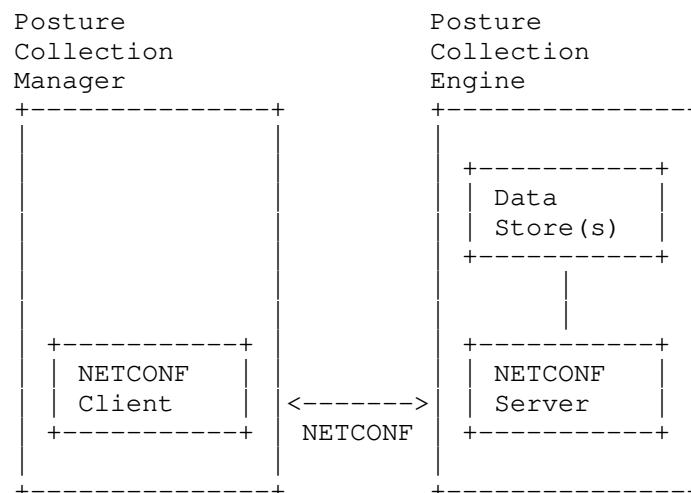 Posture Posture
Collection Collection
Manager Engine
Data
Store(s)
NETCONF NETCONF
Client <-------> Server
NETCONF